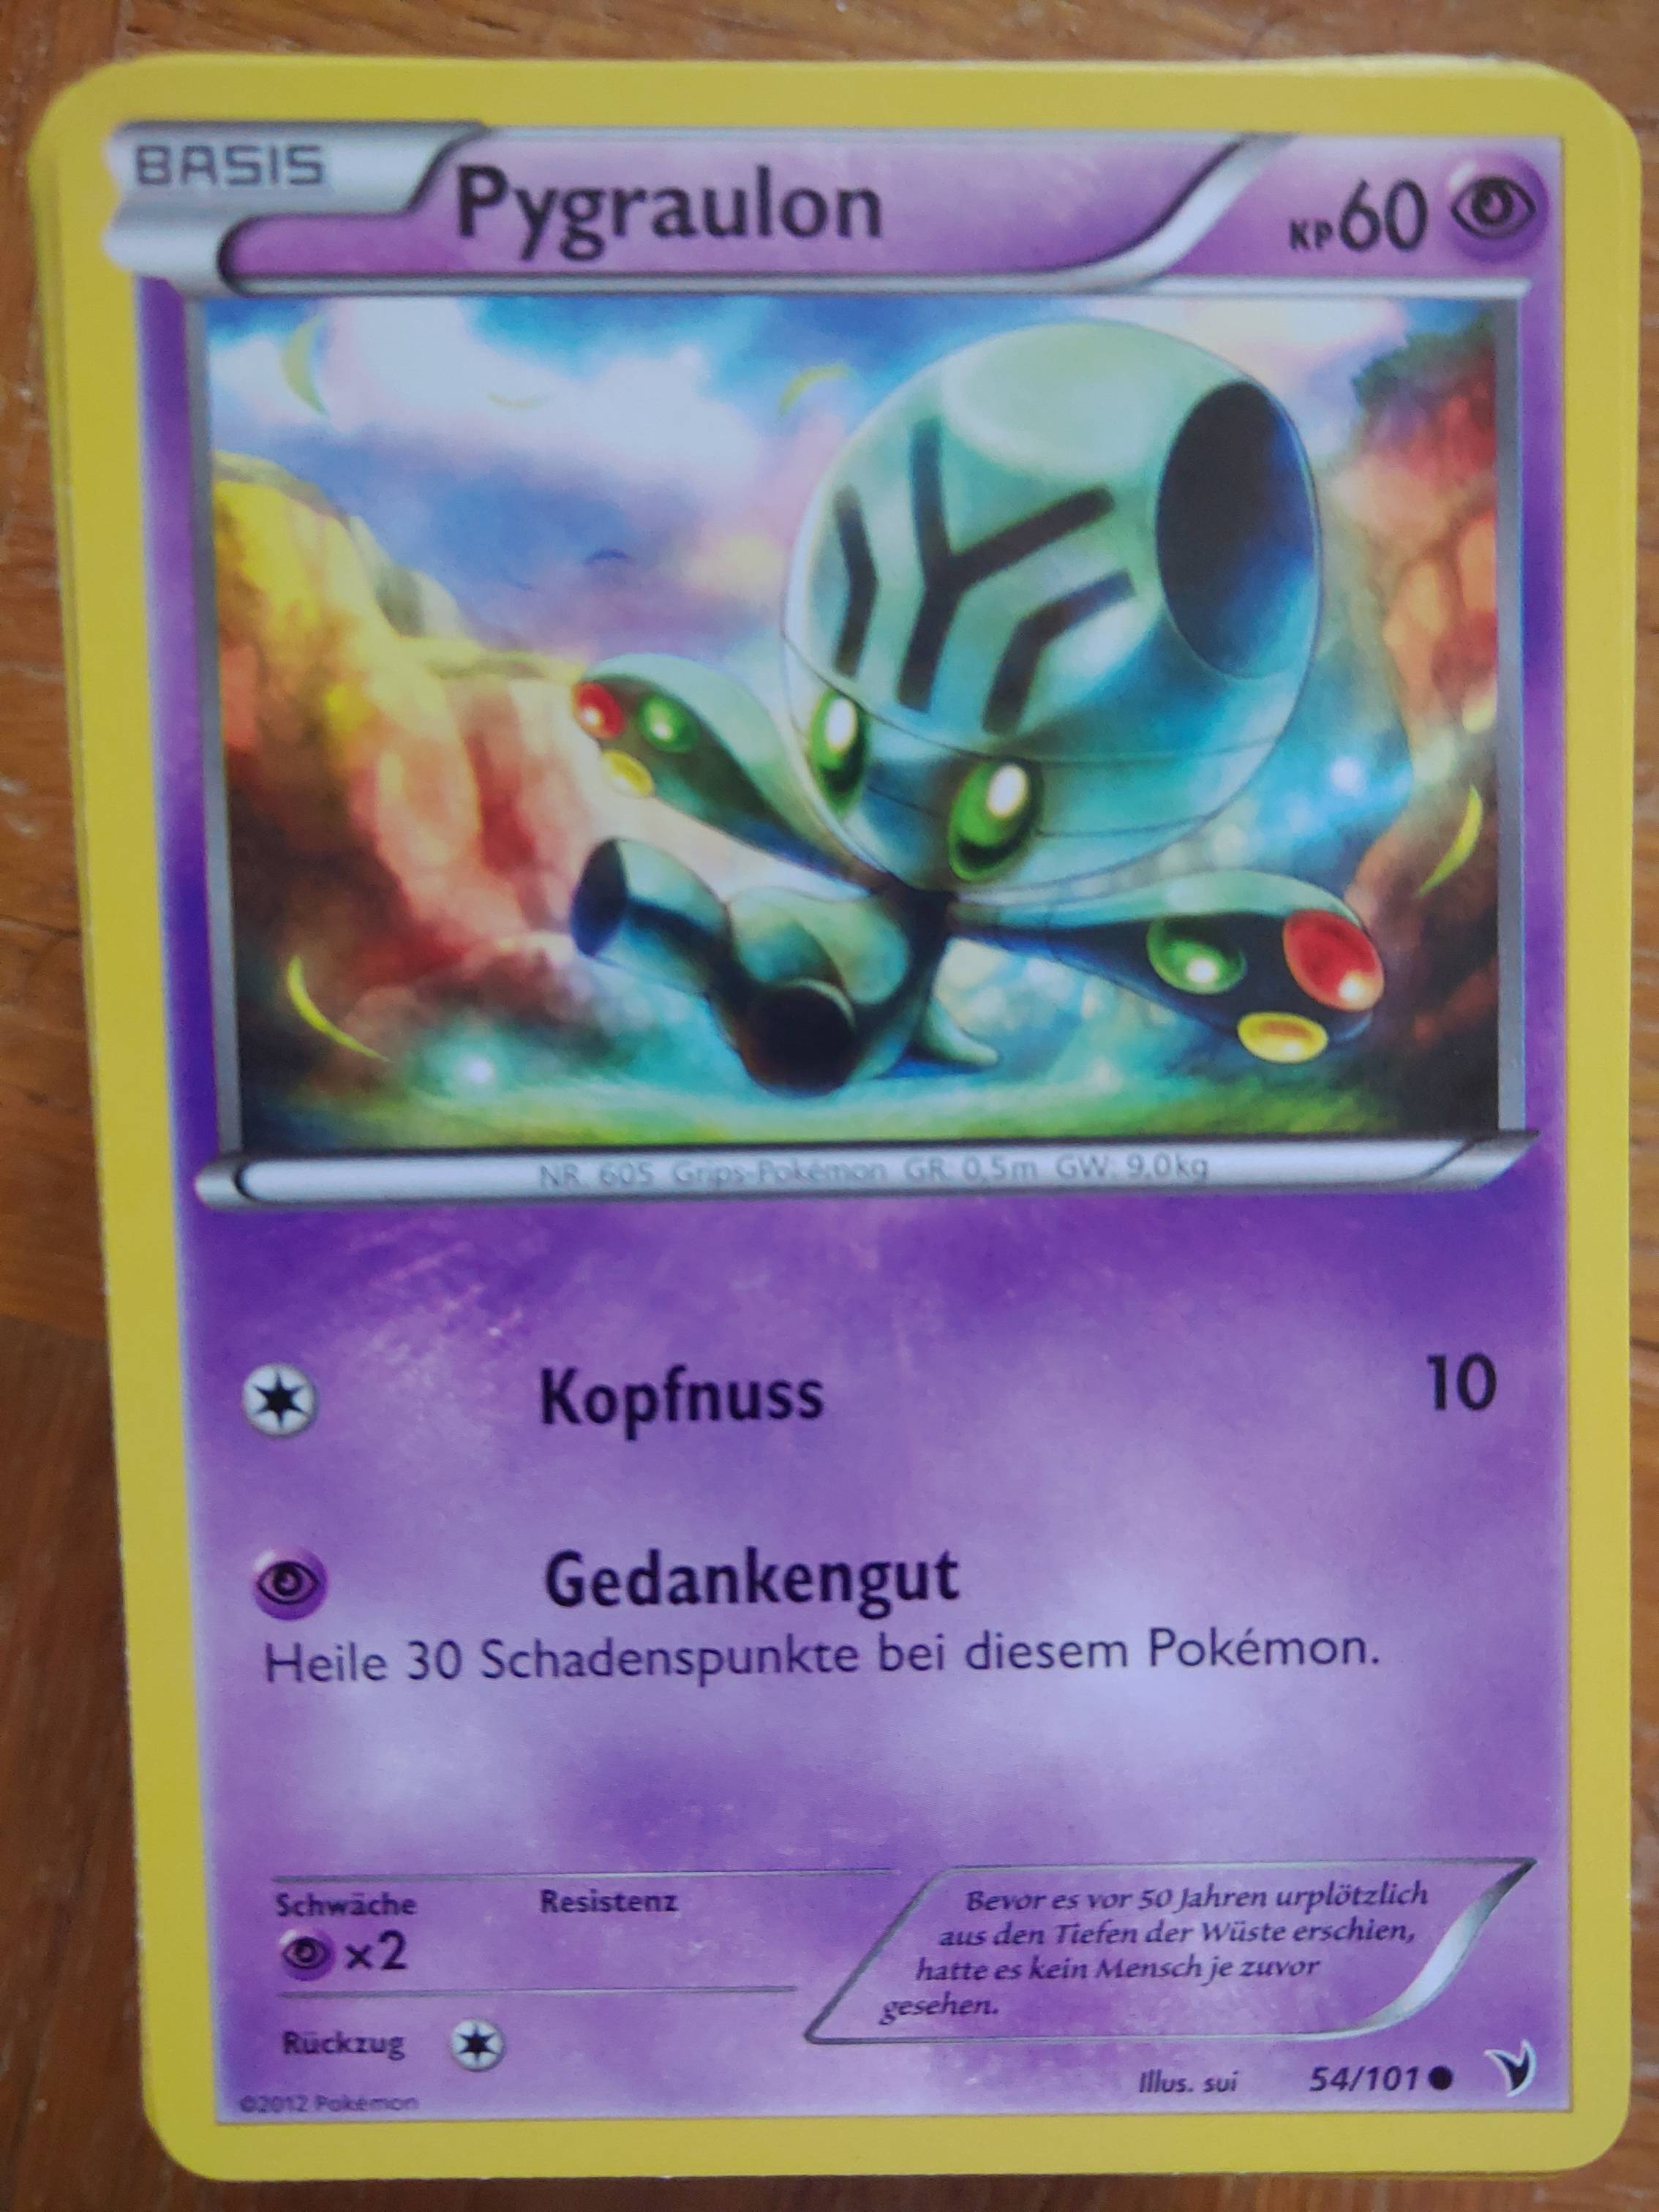 BASIS
Pygraulon
KP60
NR. 605 Grips-Pokémon GR: 0,5m GW: 9,0kg
Kopfnuss 10
Gedankengut
Heile 30 Schadenspunkte bei diesem Pokémon.
Schwäche Resistenz
x2
Rückzug
Bevor es vor 50 Jahren urplötzlich
aus den Tiefen der Wüste erschien,
hatte es kein Mensch je zuvor
gesehen.
Illus. sui 54/101
©2012 Pokémon